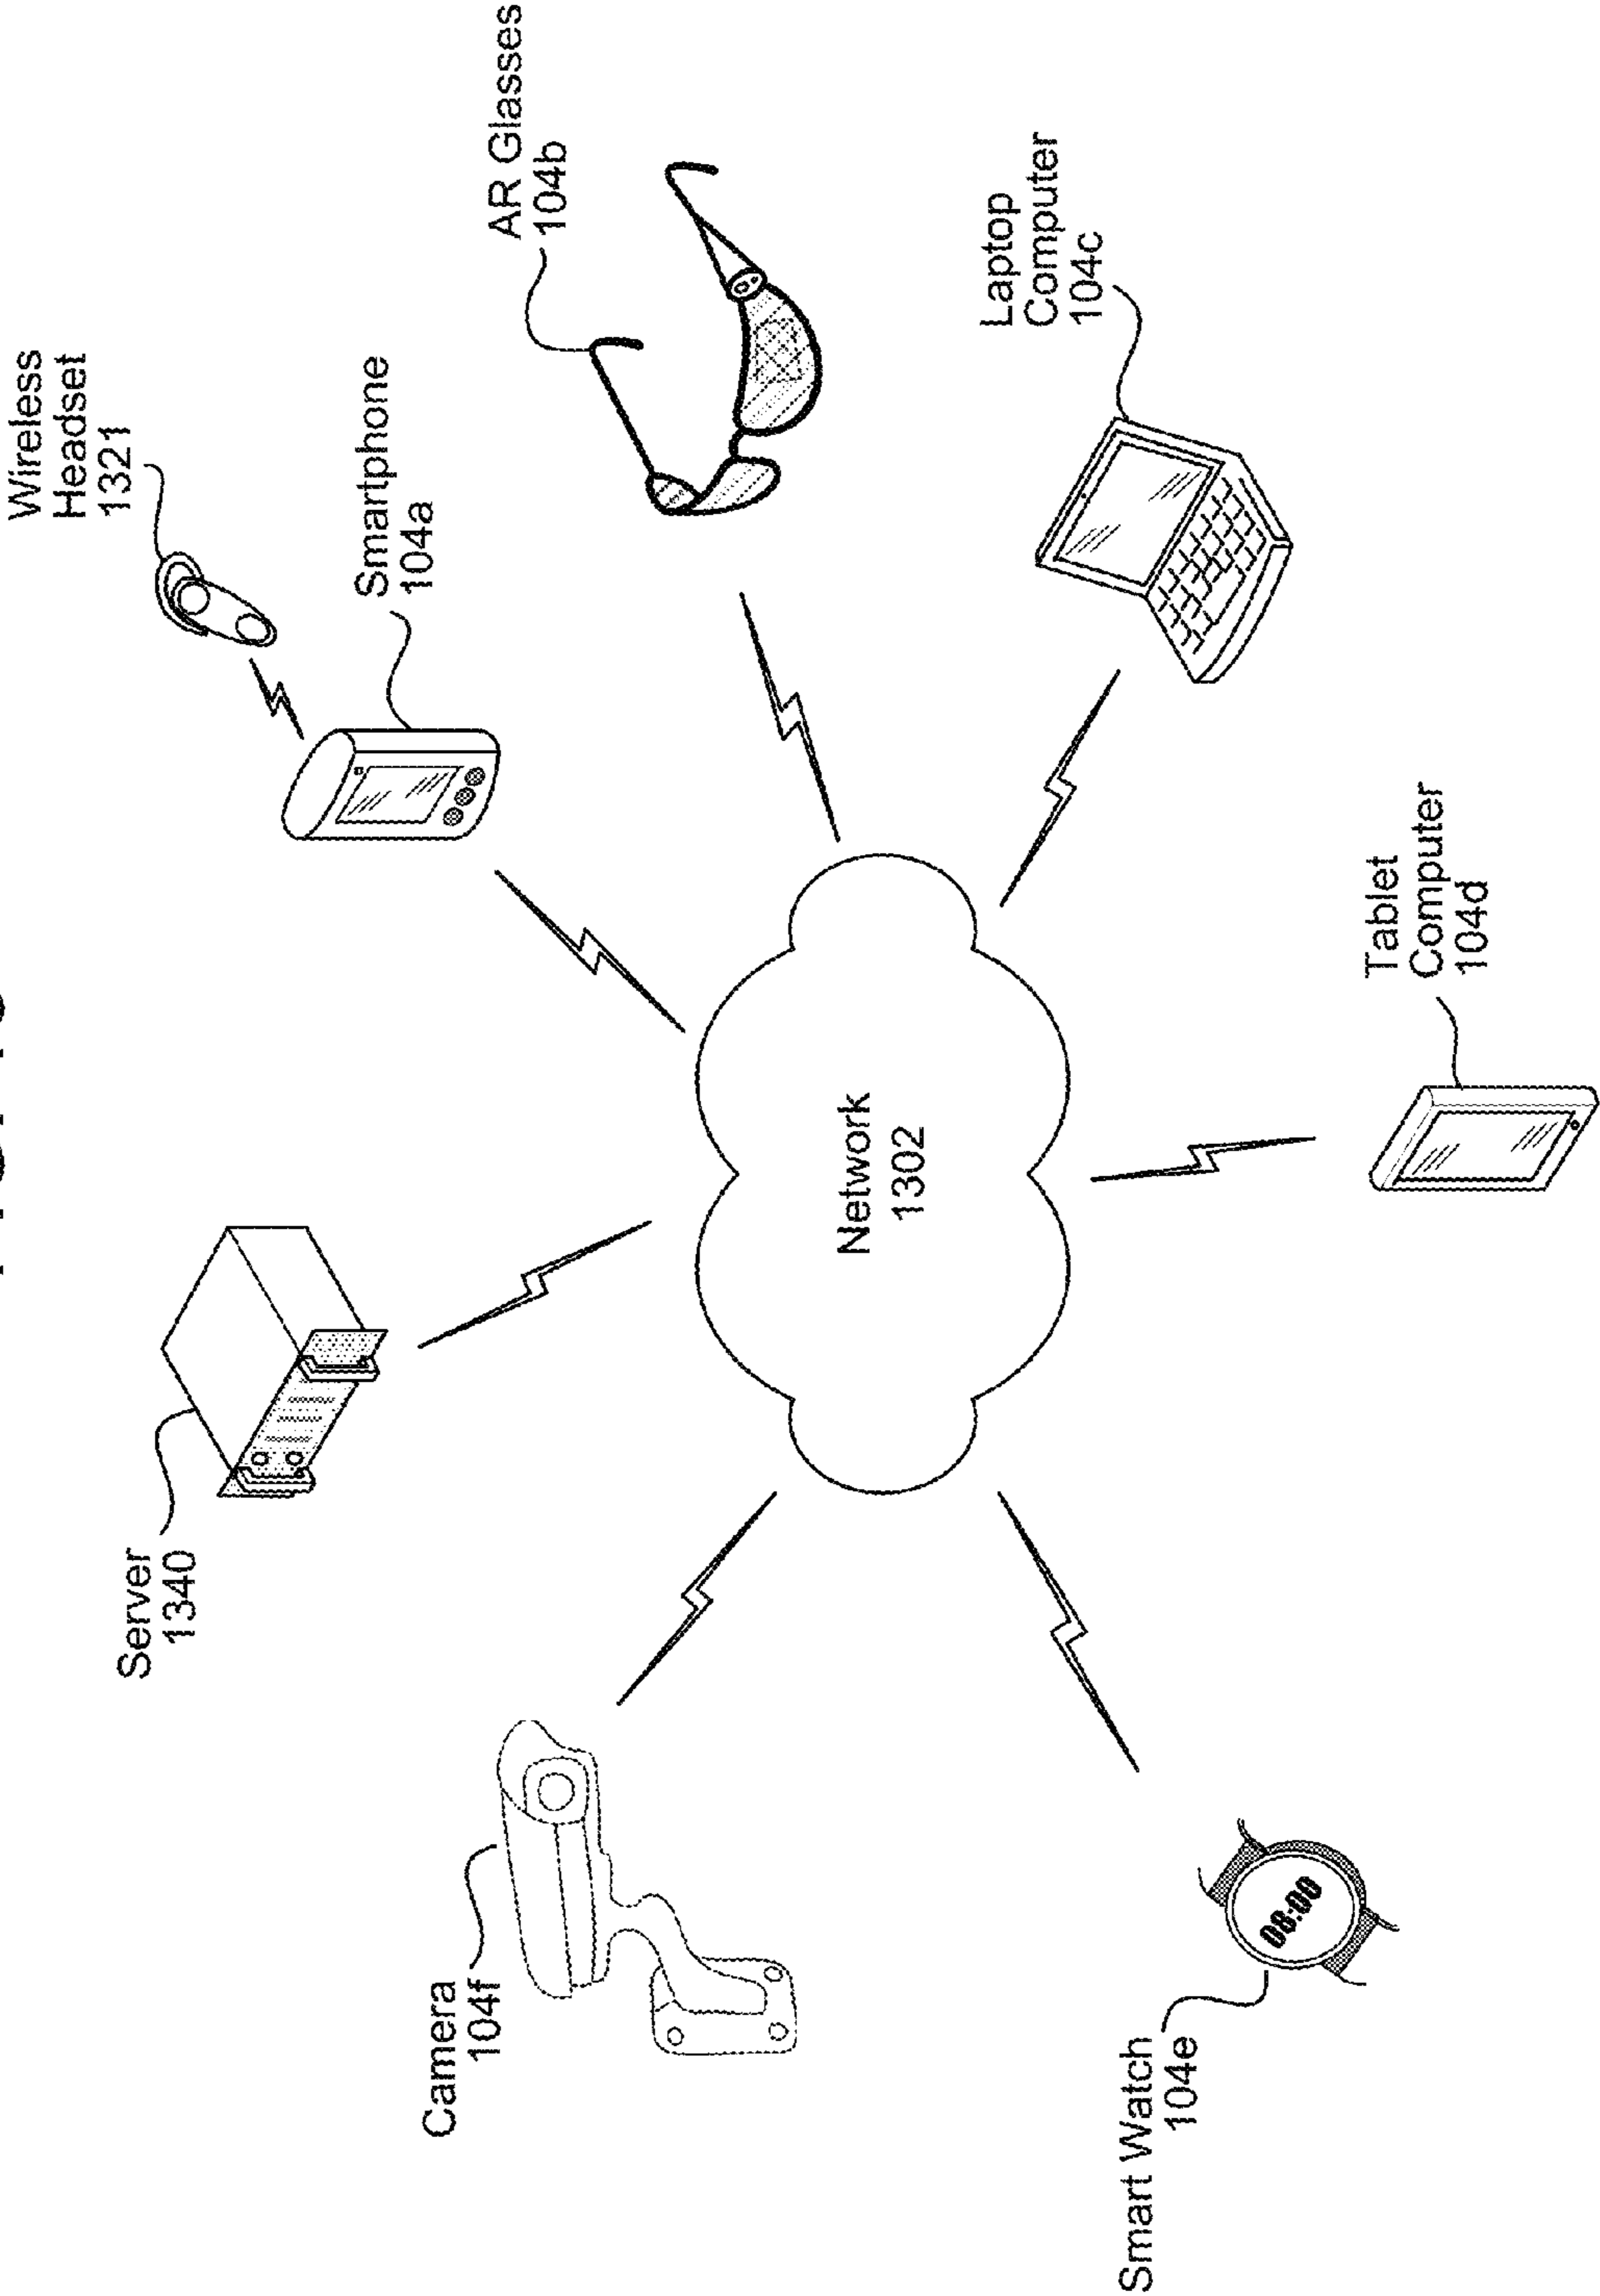 Wireless
Headset
1321
Smartphone
104a
AR Glasses
104b
Laptop
Computer
104c
Tablet
Computer
104d
Network
1302
Server
1340
Camera
104f
Smart Watch
104e
08:00